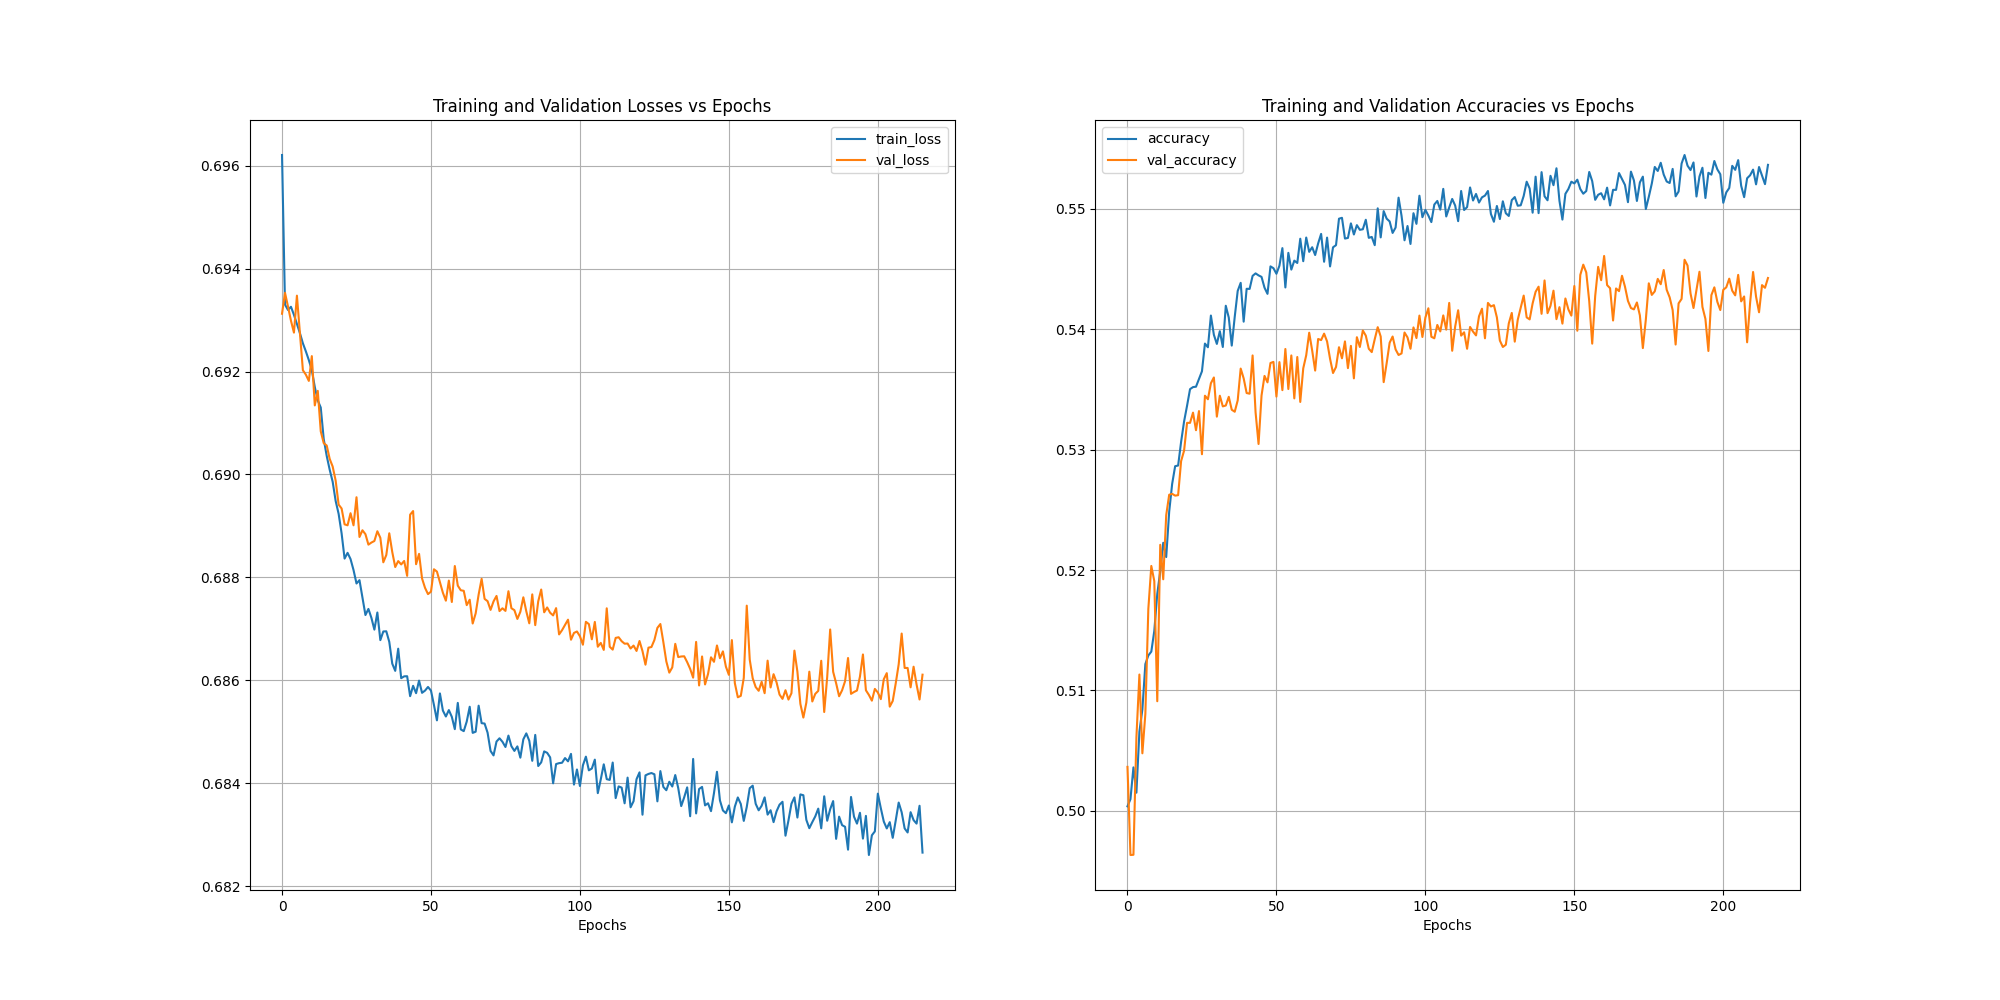 Training and Validation Losses vs Epochs
train_loss
val_loss
0.696
0.694
0.692
0.690
0.688
0.686
0.684
0.682
0 50 100 150 200
Epochs
Training and Validation Accuracies vs Epochs
accuracy
val_accuracy
0.55
0.54
0.53
0.52
0.51
0.50
0 50 100 150 200
Epochs